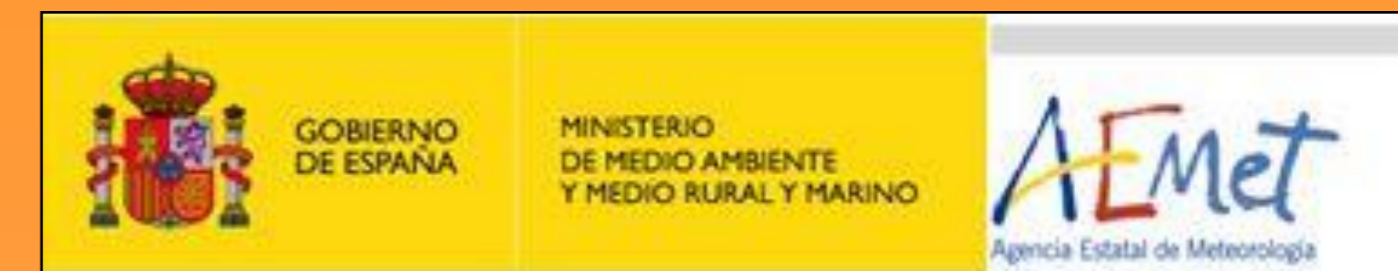 GOBIERNO
DE ESPAÑA
MINISTERIO
DE MEDIO AMBIENTE
Y MEDIO RURAL Y MARINO
AEMet
Agencia Estatal de Meteorología